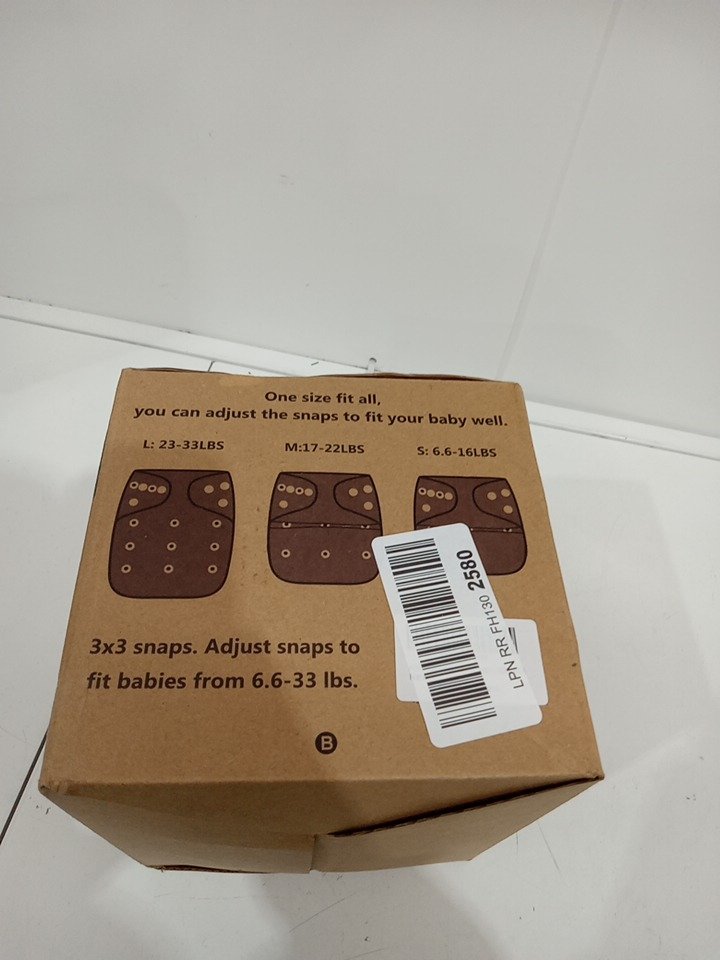 One size fit all,
you can adjust the snaps to fit your baby well.
L: 23-33LBS
M:17-22LBS
S: 6.6-16LBS
3x3 snaps. Adjust snaps to
fit babies from 6.6-33 lbs.
LPN RR FH130 2580
B